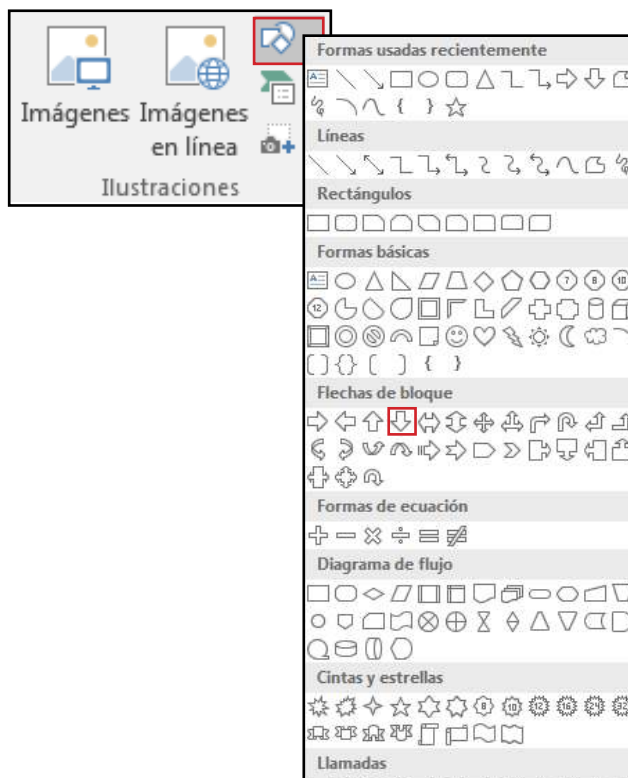 Imágenes Imágenes
en línea
Ilustraciones
Formas usadas recientemente
Líneas
Rectángulos
Formas básicas
Flechas de bloque
Formas de ecuación
Diagrama de flujo
Cintas y estrellas
Llamadas